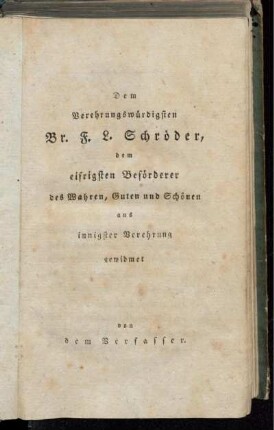 Dem
Verehrungswürdigsten
Br. F. L. Schröder,
dem
eifrigsten Beförderer
des Wahren, Guten und Schönen
aus
innigster Verehrung
gewidmet
von
dem Verfasser.